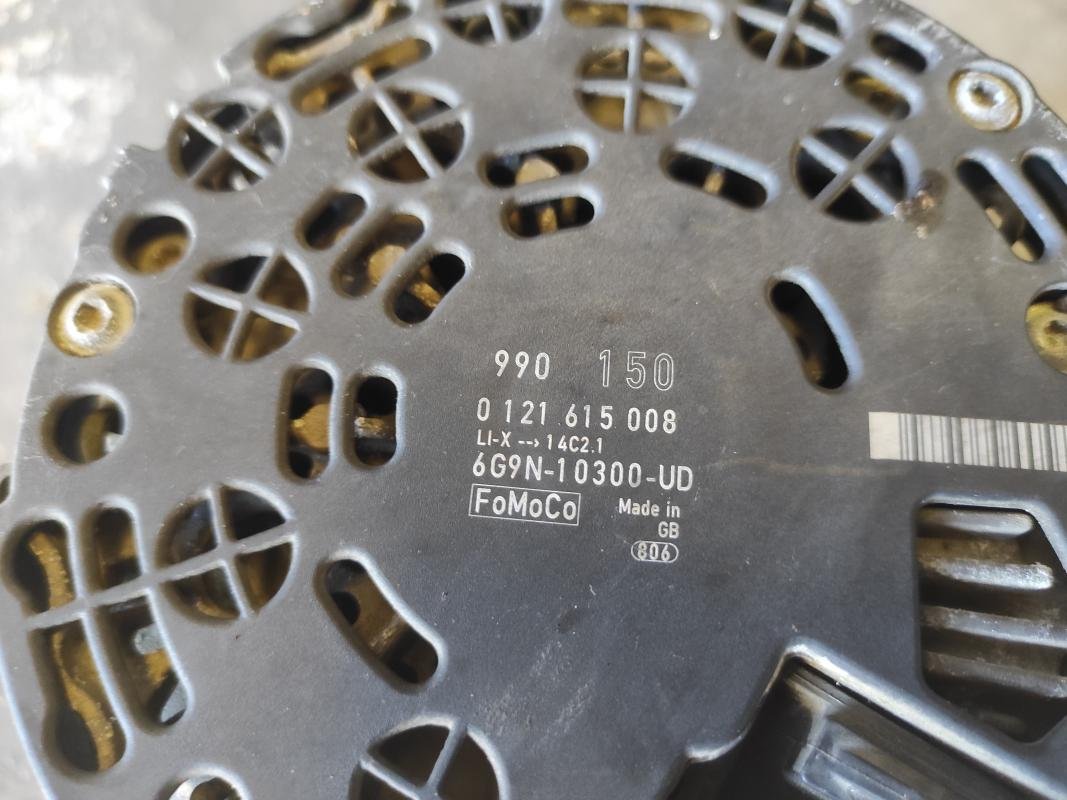 990 150
0 121 615 008
LI-X --> 14C2.1
6G9N-10300-UD
FoMoCo
Made in
GB
806